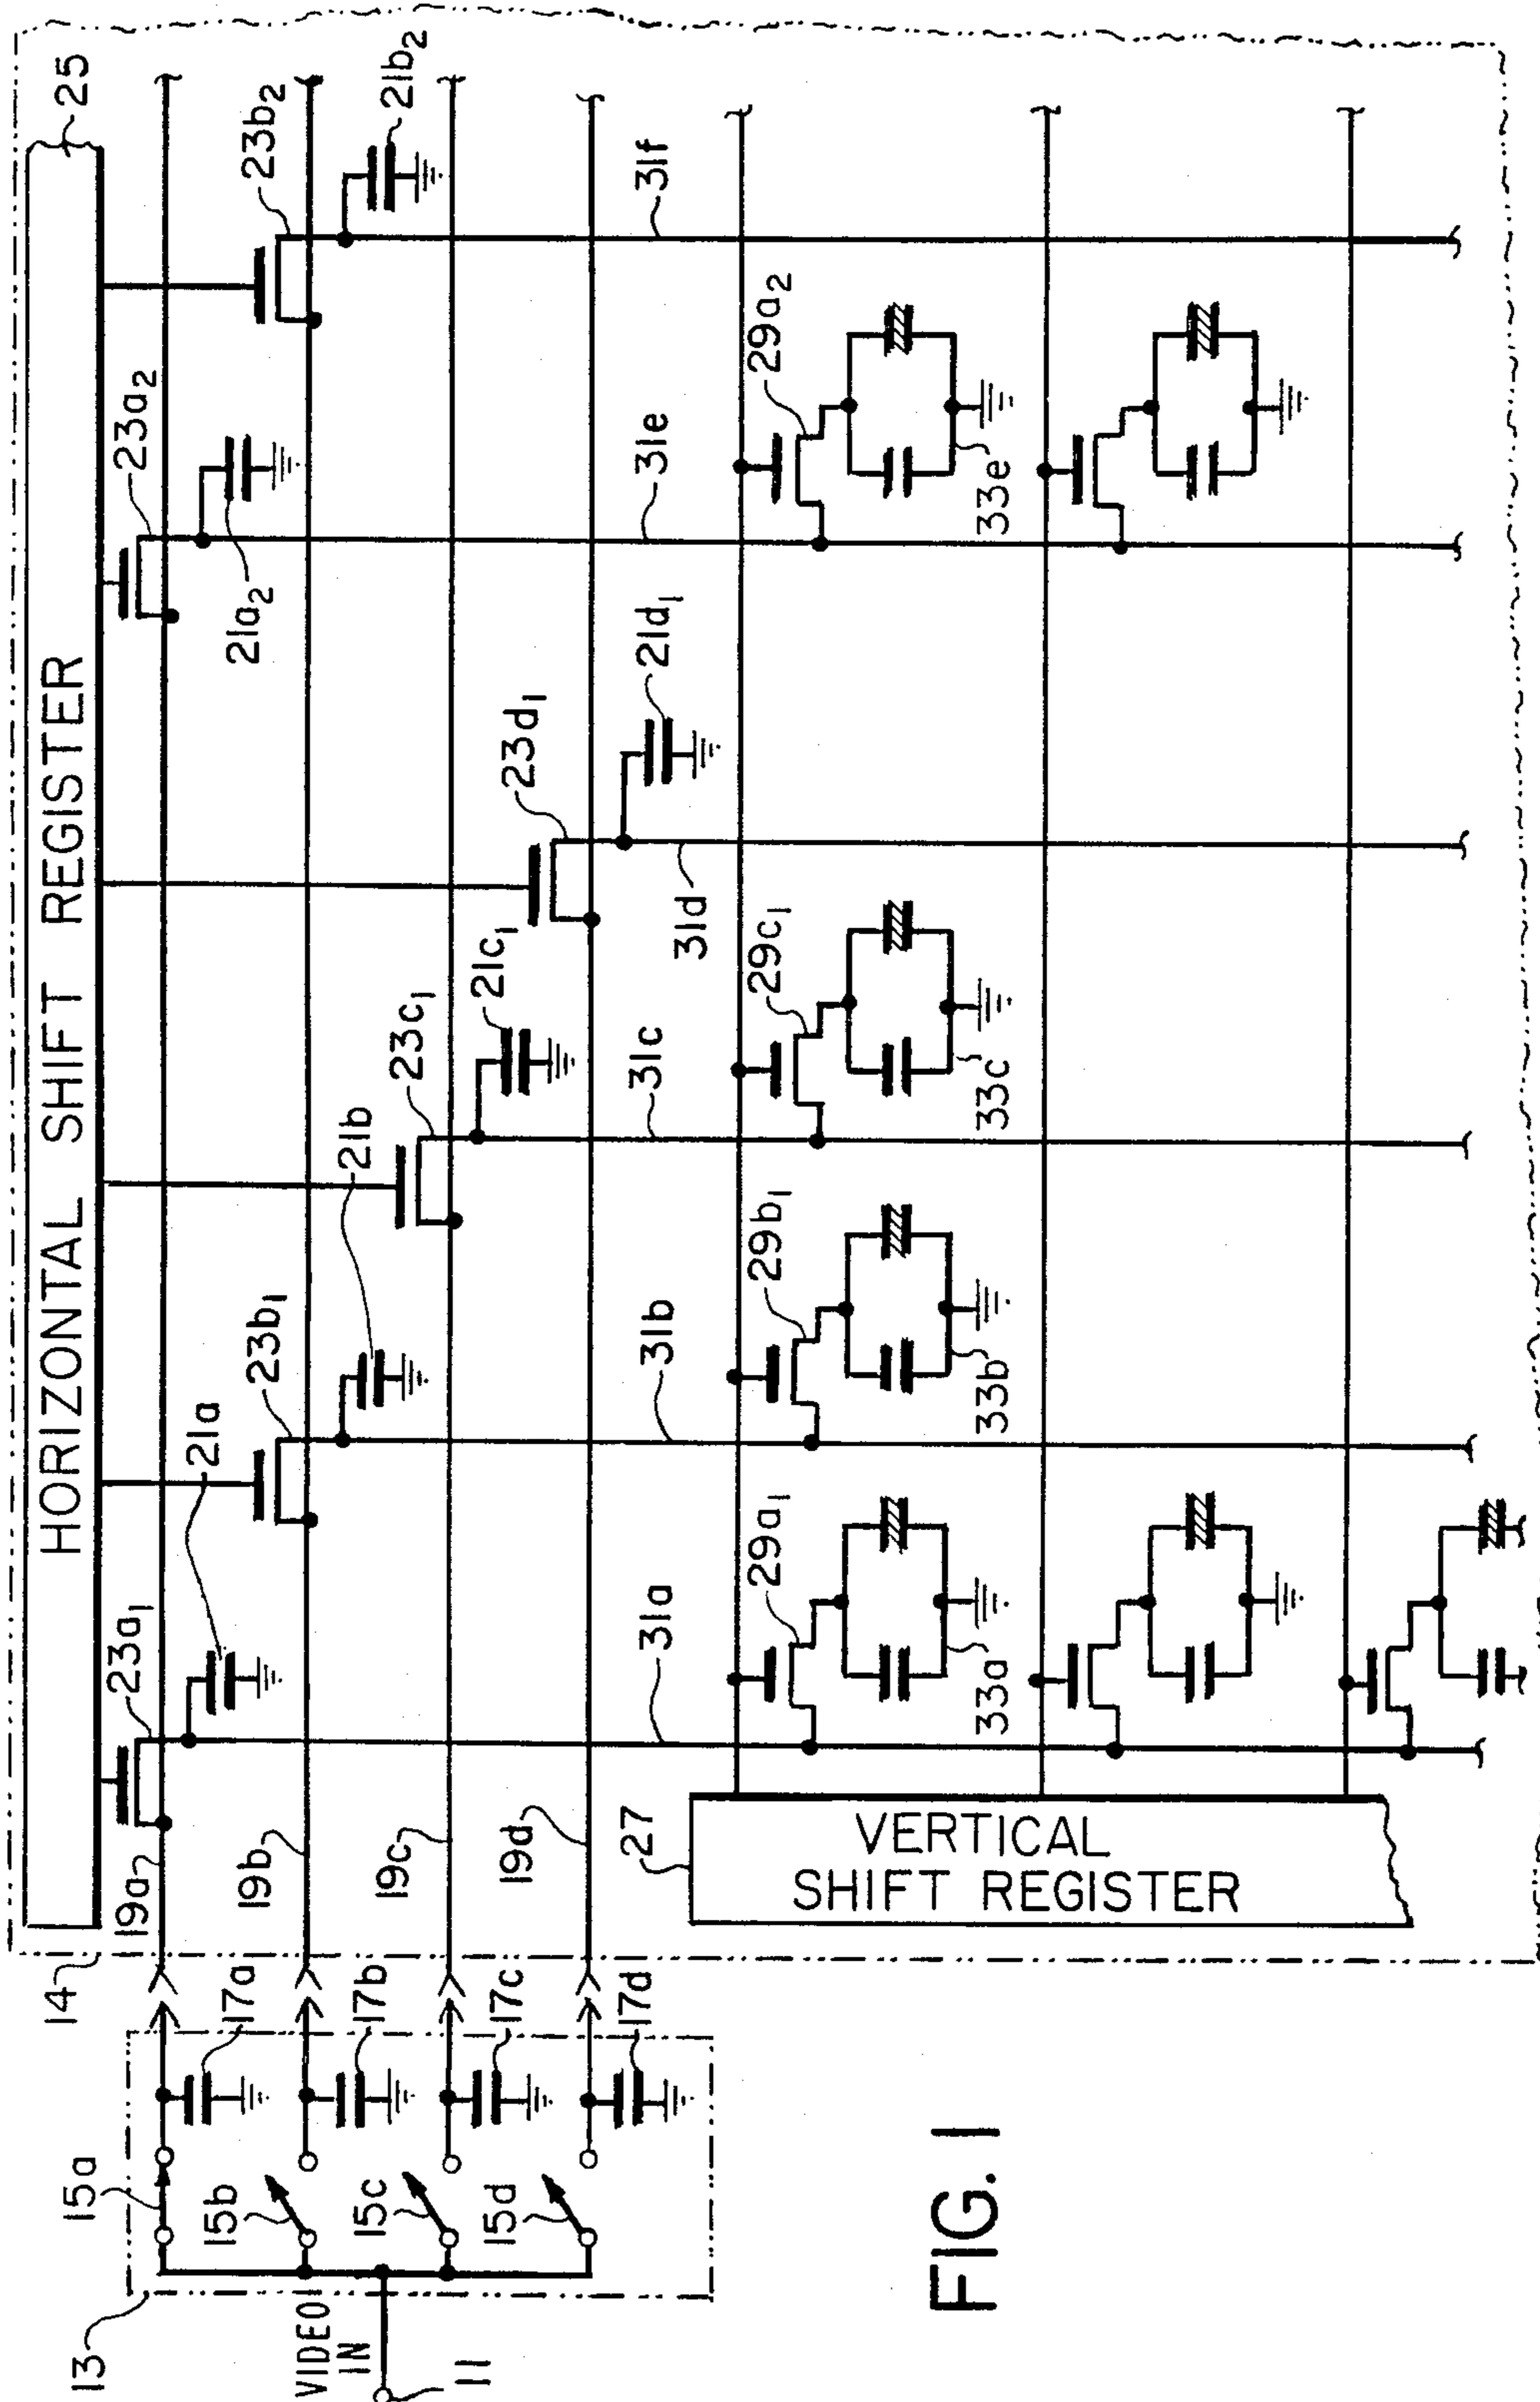 HORIZONTAL SHIFT REGISTER
25
14
19a
23a1
21a
23b1
21b
23c1
21c1
23d1
21d1
23a2
21a2
23b2
21b2
13
15a
17a
15b
17b
15c
17c
15d
17d
19b
19c
19d
VIDEO
IN
11
31a
31b
31c
31d
31e
31f
27
VERTICAL
SHIFT REGISTER
29a1
33a
29b1
33b
29c1
33c
29a2
33e
FIG. 1